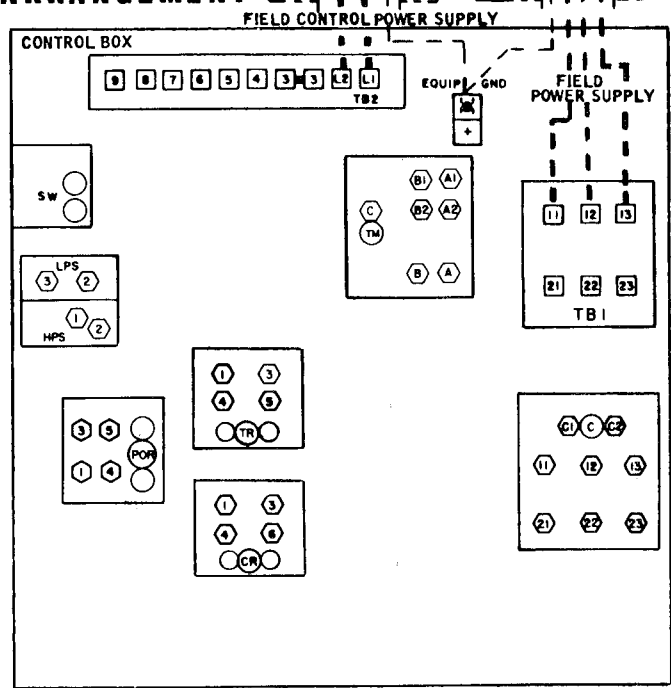 FIELD CONTROL POWER SUPPLY
CONTROL BOX
9 8 7 6 5 4 3 3 L2 L1
TB2
EQUIP GND
FIELD
POWER SUPPLY
SW
B1 A1
C B2 A2
TM
B A
11 12 13
21 22 23
TB1
LPS
3 2
1 2
HPS
1 3
4 5
TR
3 5
POR
1 4
C1 C C2
11 12 13
21 22 23
1 3
4 6
CR